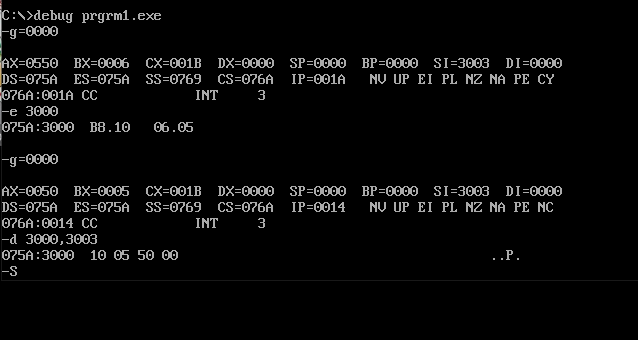 C:\>debug prgrm1.exe
-g=0000
AX=0550 BX=0006 CX=001B DX=0000 SP=0000 BP=0000 SI=3003 DI=0000
DS=075A ES=075A SS=0769 CS=076A IP=001A NV UP EI PL NZ NA PE CY
076A:001A CC INT 3
-e 3000
075A:3000 B8.10 06.05
-g=0000
AX=0050 BX=0005 CX=001B DX=0000 SP=0000 BP=0000 SI=3003 DI=0000
DS=075A ES=075A SS=0769 CS=076A IP=0014 NV UP EI PL NZ NA PE NC
076A:0014 CC INT 3
-d 3000,3003
075A:3000 10 05 50 00 ..P.
-S